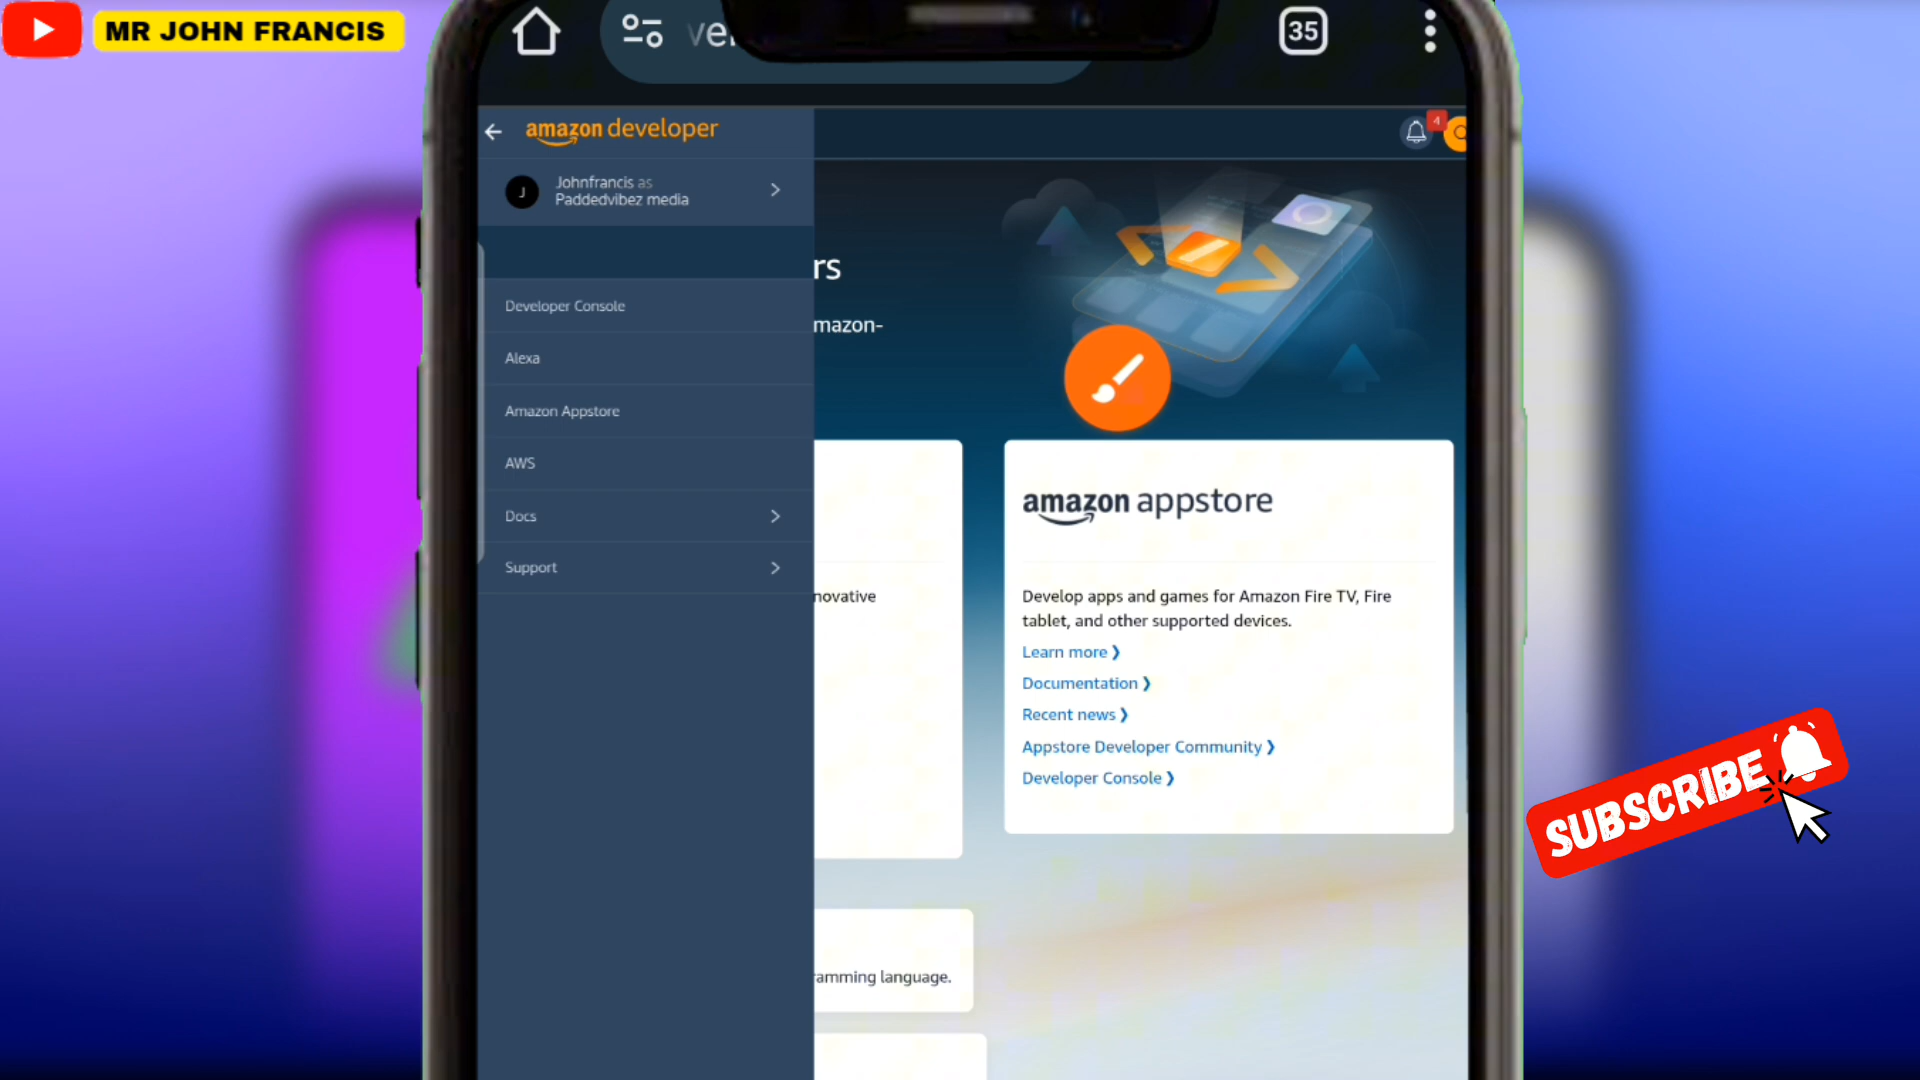 MR JOHN FRANCIS
35
amazon developer
4
Johnfrancis as
Paddedvibez media
J
rs
Developer Console
mazon-
Alexa
Amazon Appstore
AWS
Docs
Support
amazon appstore
novative
Develop apps and games for Amazon Fire TV, Fire
tablet, and other supported devices.
Learn more ❯
Documentation ❯
Recent news ❯
Appstore Developer Community ❯
Developer Console ❯
SUBSCRIBE
ramming language.